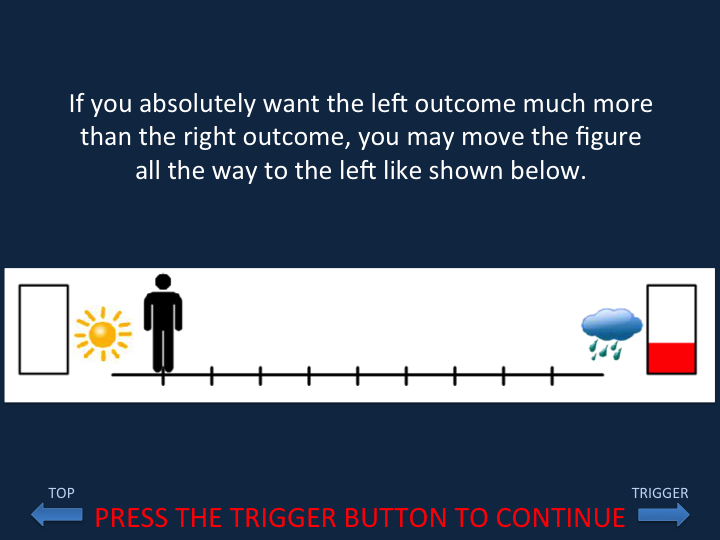 If you absolutely want the left outcome much more
than the right outcome, you may move the figure
all the way to the left like shown below.
TOP
TRIGGER
PRESS THE TRIGGER BUTTON TO CONTINUE